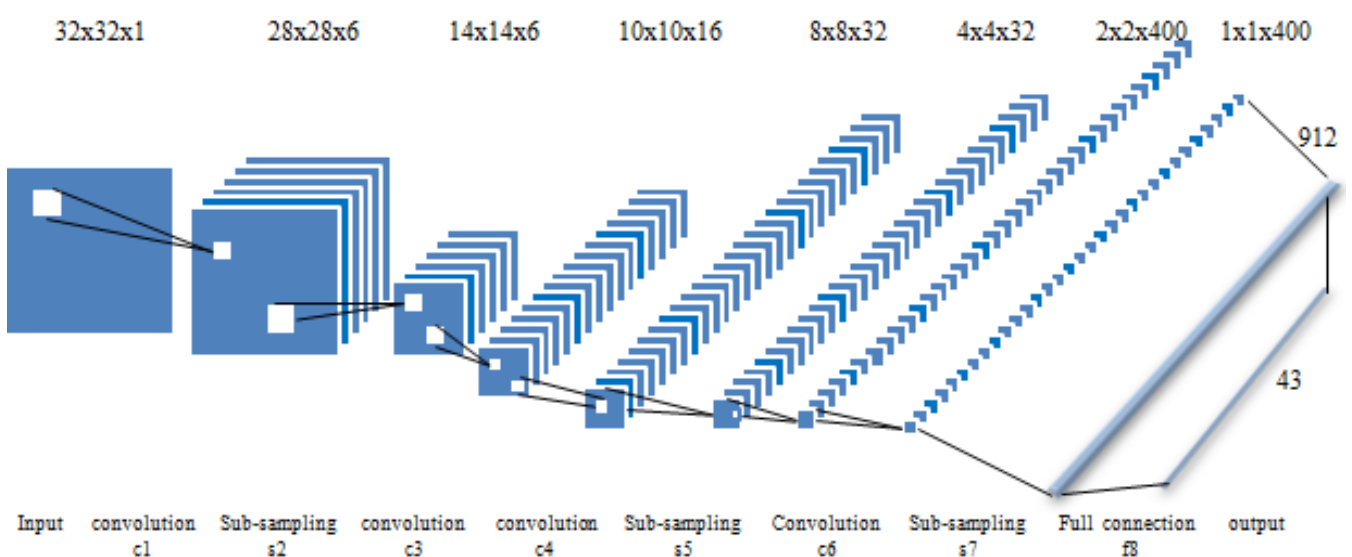 32x32x1 28x28x6 14x14x6 10x10x16 8x8x32 4x4x32 2x2x400 1x1x400
912
43
Input convolution Sub-sampling convolution convolution Sub-sampling Convolution Sub-sampling Full connection output
c1 s2 c3 c4 s5 c6 s7 f8